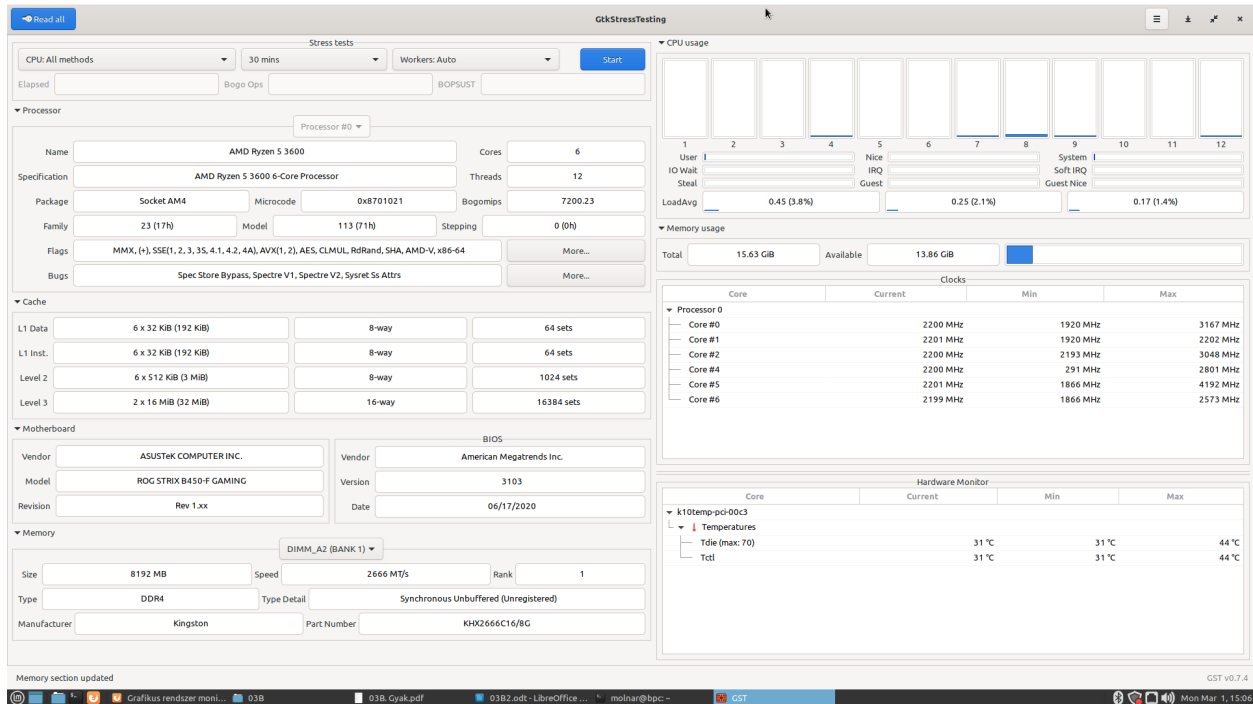 Read all
GtkStressTesting
Stress tests
CPU: All methods 30 mins Workers: Auto Start
Elapsed Bogo Ops BOPSUST
Processor
Processor #0
Name AMD Ryzen 5 3600 Cores 6
Specification AMD Ryzen 5 3600 6-Core Processor Threads 12
Package Socket AM4 Microcode 0x8701021 Bogomips 7200.23
Family 23 (17h) Model 113 (71h) Stepping 0 (0h)
Flags MMX, (+), SSE(1, 2, 3, 3S, 4.1, 4.2, 4A), AVX(1, 2), AES, CLMUL, RdRand, SHA, AMD-V, x86-64 More...
Bugs Spec Store Bypass, Spectre V1, Spectre V2, Sysret Ss Attrs More...
Cache
L1 Data 6 x 32 KiB (192 KiB) 8-way 64 sets
L1 Inst. 6 x 32 KiB (192 KiB) 8-way 64 sets
Level 2 6 x 512 KiB (3 MiB) 8-way 1024 sets
Level 3 2 x 16 MiB (32 MiB) 16-way 16384 sets
Motherboard
Vendor ASUSTeK COMPUTER INC.
Model ROG STRIX B450-F GAMING
Revision Rev 1.xx
BIOS
Vendor American Megatrends Inc.
Version 3103
Date 06/17/2020
Memory
DIMM_A2 (BANK 1)
Size 8192 MB Speed 2666 MT/s Rank 1
Type DDR4 Type Detail Synchronous Unbuffered (Unregistered)
Manufacturer Kingston Part Number KHX2666C16/8G
CPU usage
1 2 3 4 5 6 7 8 9 10 11 12
User Nice System
IO Wait IRQ Soft IRQ
Steal Guest Guest Nice
LoadAvg 0.45 (3.8%) 0.25 (2.1%) 0.17 (1.4%)
Memory usage
Total 15.63 GiB Available 13.86 GiB
Clocks
Core Current Min Max
Processor 0
Core #0 2200 MHz 1920 MHz 3167 MHz
Core #1 2201 MHz 1920 MHz 2202 MHz
Core #2 2200 MHz 2193 MHz 3048 MHz
Core #4 2200 MHz 291 MHz 2801 MHz
Core #5 2201 MHz 1866 MHz 4192 MHz
Core #6 2199 MHz 1866 MHz 2573 MHz
Hardware Monitor
Core Current Min Max
k10temp-pci-00c3
Temperatures
Tdie (max: 70) 31 °C 31 °C 44 °C
Tctl 31 °C 31 °C 44 °C
Memory section updated
GST v0.7.4
Grafikus rendszer moni... 03B 03B. Gyak.pdf 03B2.odt - LibreOffice ... molnar@bpc: ~ GST Mon Mar 1, 15:06